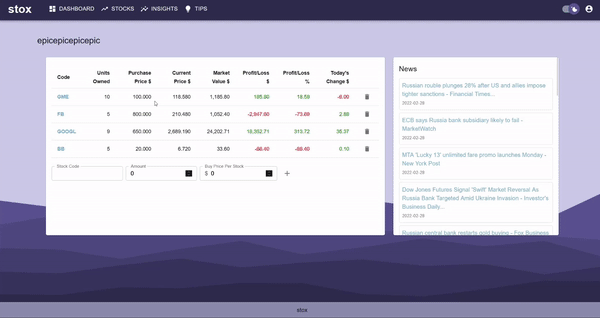 stox DASHBOARD STOCKS INSIGHTS TIPS
epicepicepicepic
Code Units Owned Purchase Price $ Current Price $ Market Value $ Profit/Loss $ Profit/Loss % Today's Change $
GME 10 100.000 118.580 1,185.80 185.80 18.58 -6.00
FB 5 800.000 210.480 1,052.40 -2,947.60 -73.69 2.88
GOOGL 9 650.000 2,689.190 24,202.71 18,352.71 313.72 35.37
BB 5 20.000 6.720 33.60 -66.40 -66.40 0.10
Stock Code Amount Buy Price Per Stock
0 $ 0
News
Russian rouble plunges 28% after US and allies impose
tighter sanctions - Financial Times...
2022-02-28
ECB says Russia bank subsidiary likely to fail -
MarketWatch
2022-02-28
MTA 'Lucky 13' unlimited fare promo launches Monday -
New York Post
2022-02-28
Dow Jones Futures Signal 'Swift' Market Reversal As
Russia Bank Targeted Amid Ukraine Invasion - Investor's
Business Daily...
2022-02-28
Russian central bank restarts gold buying - Fox Business
stox